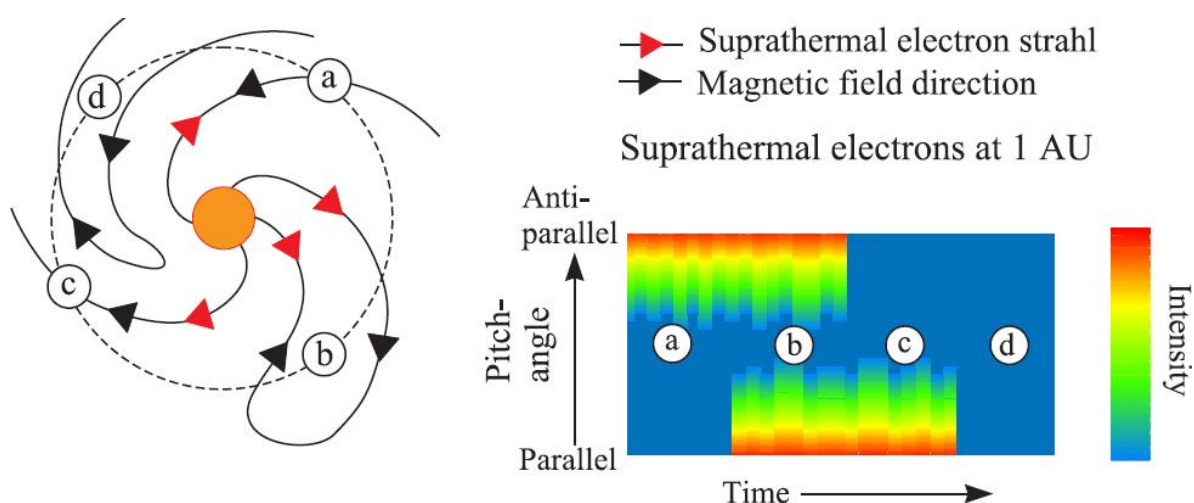 Suprathermal electron strahl
Magnetic field direction
Suprathermal electrons at 1 AU
a
d
c
b
Anti-
parallel
Pitch-
angle
Parallel
a
b
c
d
Time
Intensity